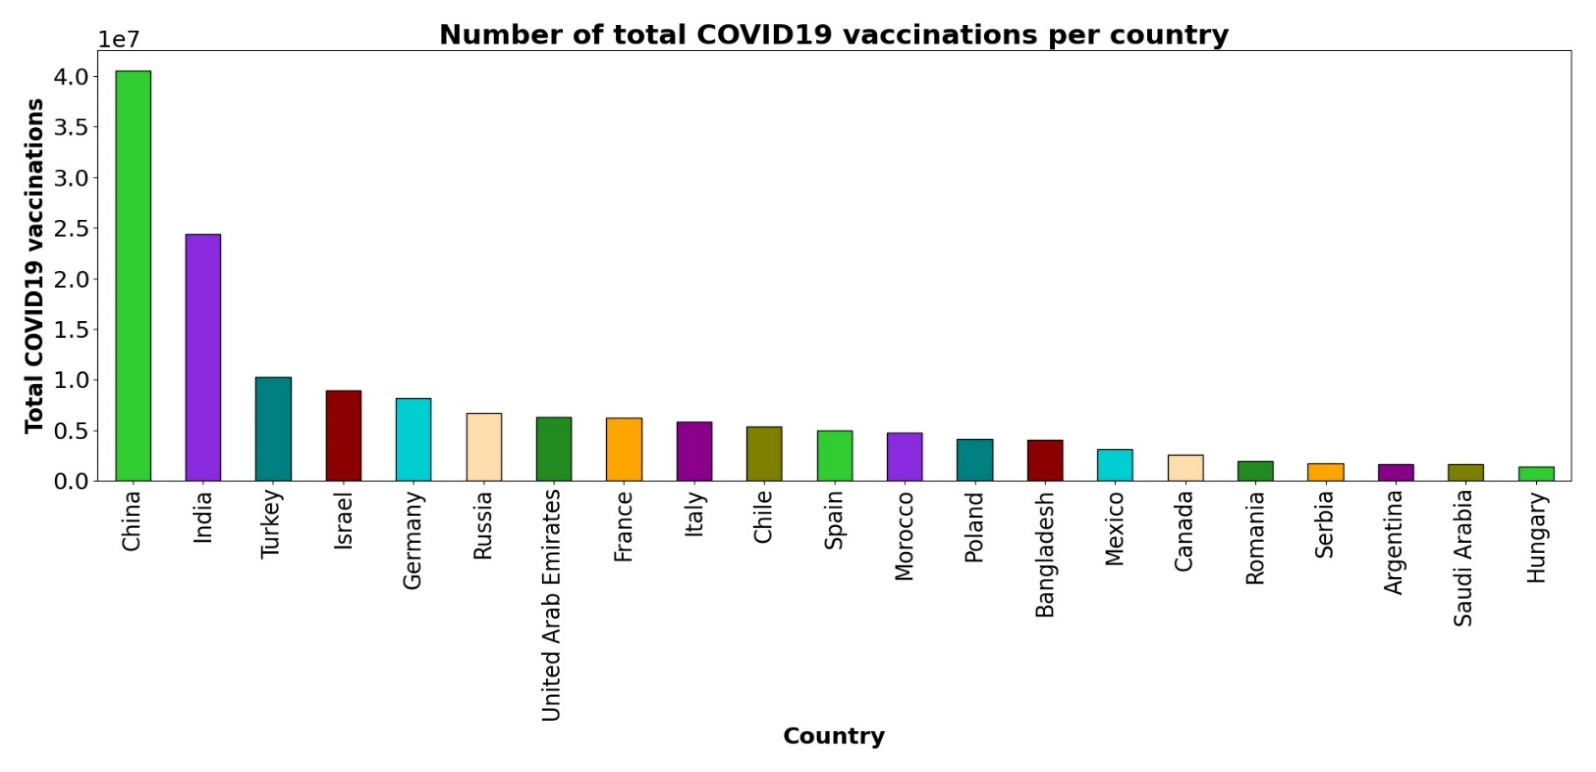 Number of total COVID19 vaccinations per country
1e7
Total COVID19 vaccinations
4.0
3.5
3.0
2.5
2.0
1.5
1.0
0.5
0.0
China
India
Turkey
Israel
Germany
Russia
United Arab Emirates
France
Italy
Chile
Spain
Morocco
Poland
Bangladesh
Mexico
Canada
Romania
Serbia
Argentina
Saudi Arabia
Hungary
Country